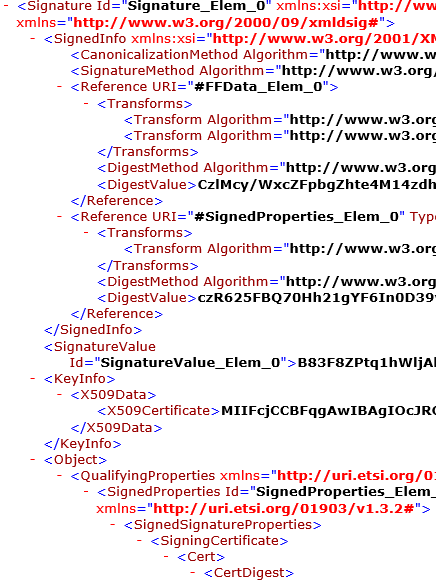 - <Signature Id="Signature_Elem_0" xmlns:xsi="http://ww
xmlns="http://www.w3.org/2000/09/xmldsig#">
- <SignedInfo xmlns:xsi="http://www.w3.org/2001/XM
<CanonicalizationMethod Algorithm="http://www.w
<SignatureMethod Algorithm="http://www.w3.org/
- <Reference URI="#FFData_Elem_0">
- <Transforms>
<Transform Algorithm="http://www.w3.org
<Transform Algorithm="http://www.w3.org
</Transforms>
<DigestMethod Algorithm="http://www.w3.org
<DigestValue>CzlMcy/WxcZFpbgZhte4M14zdh
</Reference>
- <Reference URI="#SignedProperties_Elem_0" Type
- <Transforms>
<Transform Algorithm="http://www.w3.org
</Transforms>
<DigestMethod Algorithm="http://www.w3.org
<DigestValue>czR625FBQ70Hh21gYF6In0D39
</Reference>
</SignedInfo>
<SignatureValue
Id="SignatureValue_Elem_0">B83F8ZPtq1hWljAl
- <KeyInfo>
- <X509Data>
<X509Certificate>MIIFcjCCBFqgAwIBAgIOcJR
</X509Data>
</KeyInfo>
- <Object>
- <QualifyingProperties xmlns="http://uri.etsi.org/01
- <SignedProperties Id="SignedProperties_Elem_
xmlns="http://uri.etsi.org/01903/v1.3.2#">
- <SignedSignatureProperties>
- <SigningCertificate>
- <Cert>
- <CertDigest>